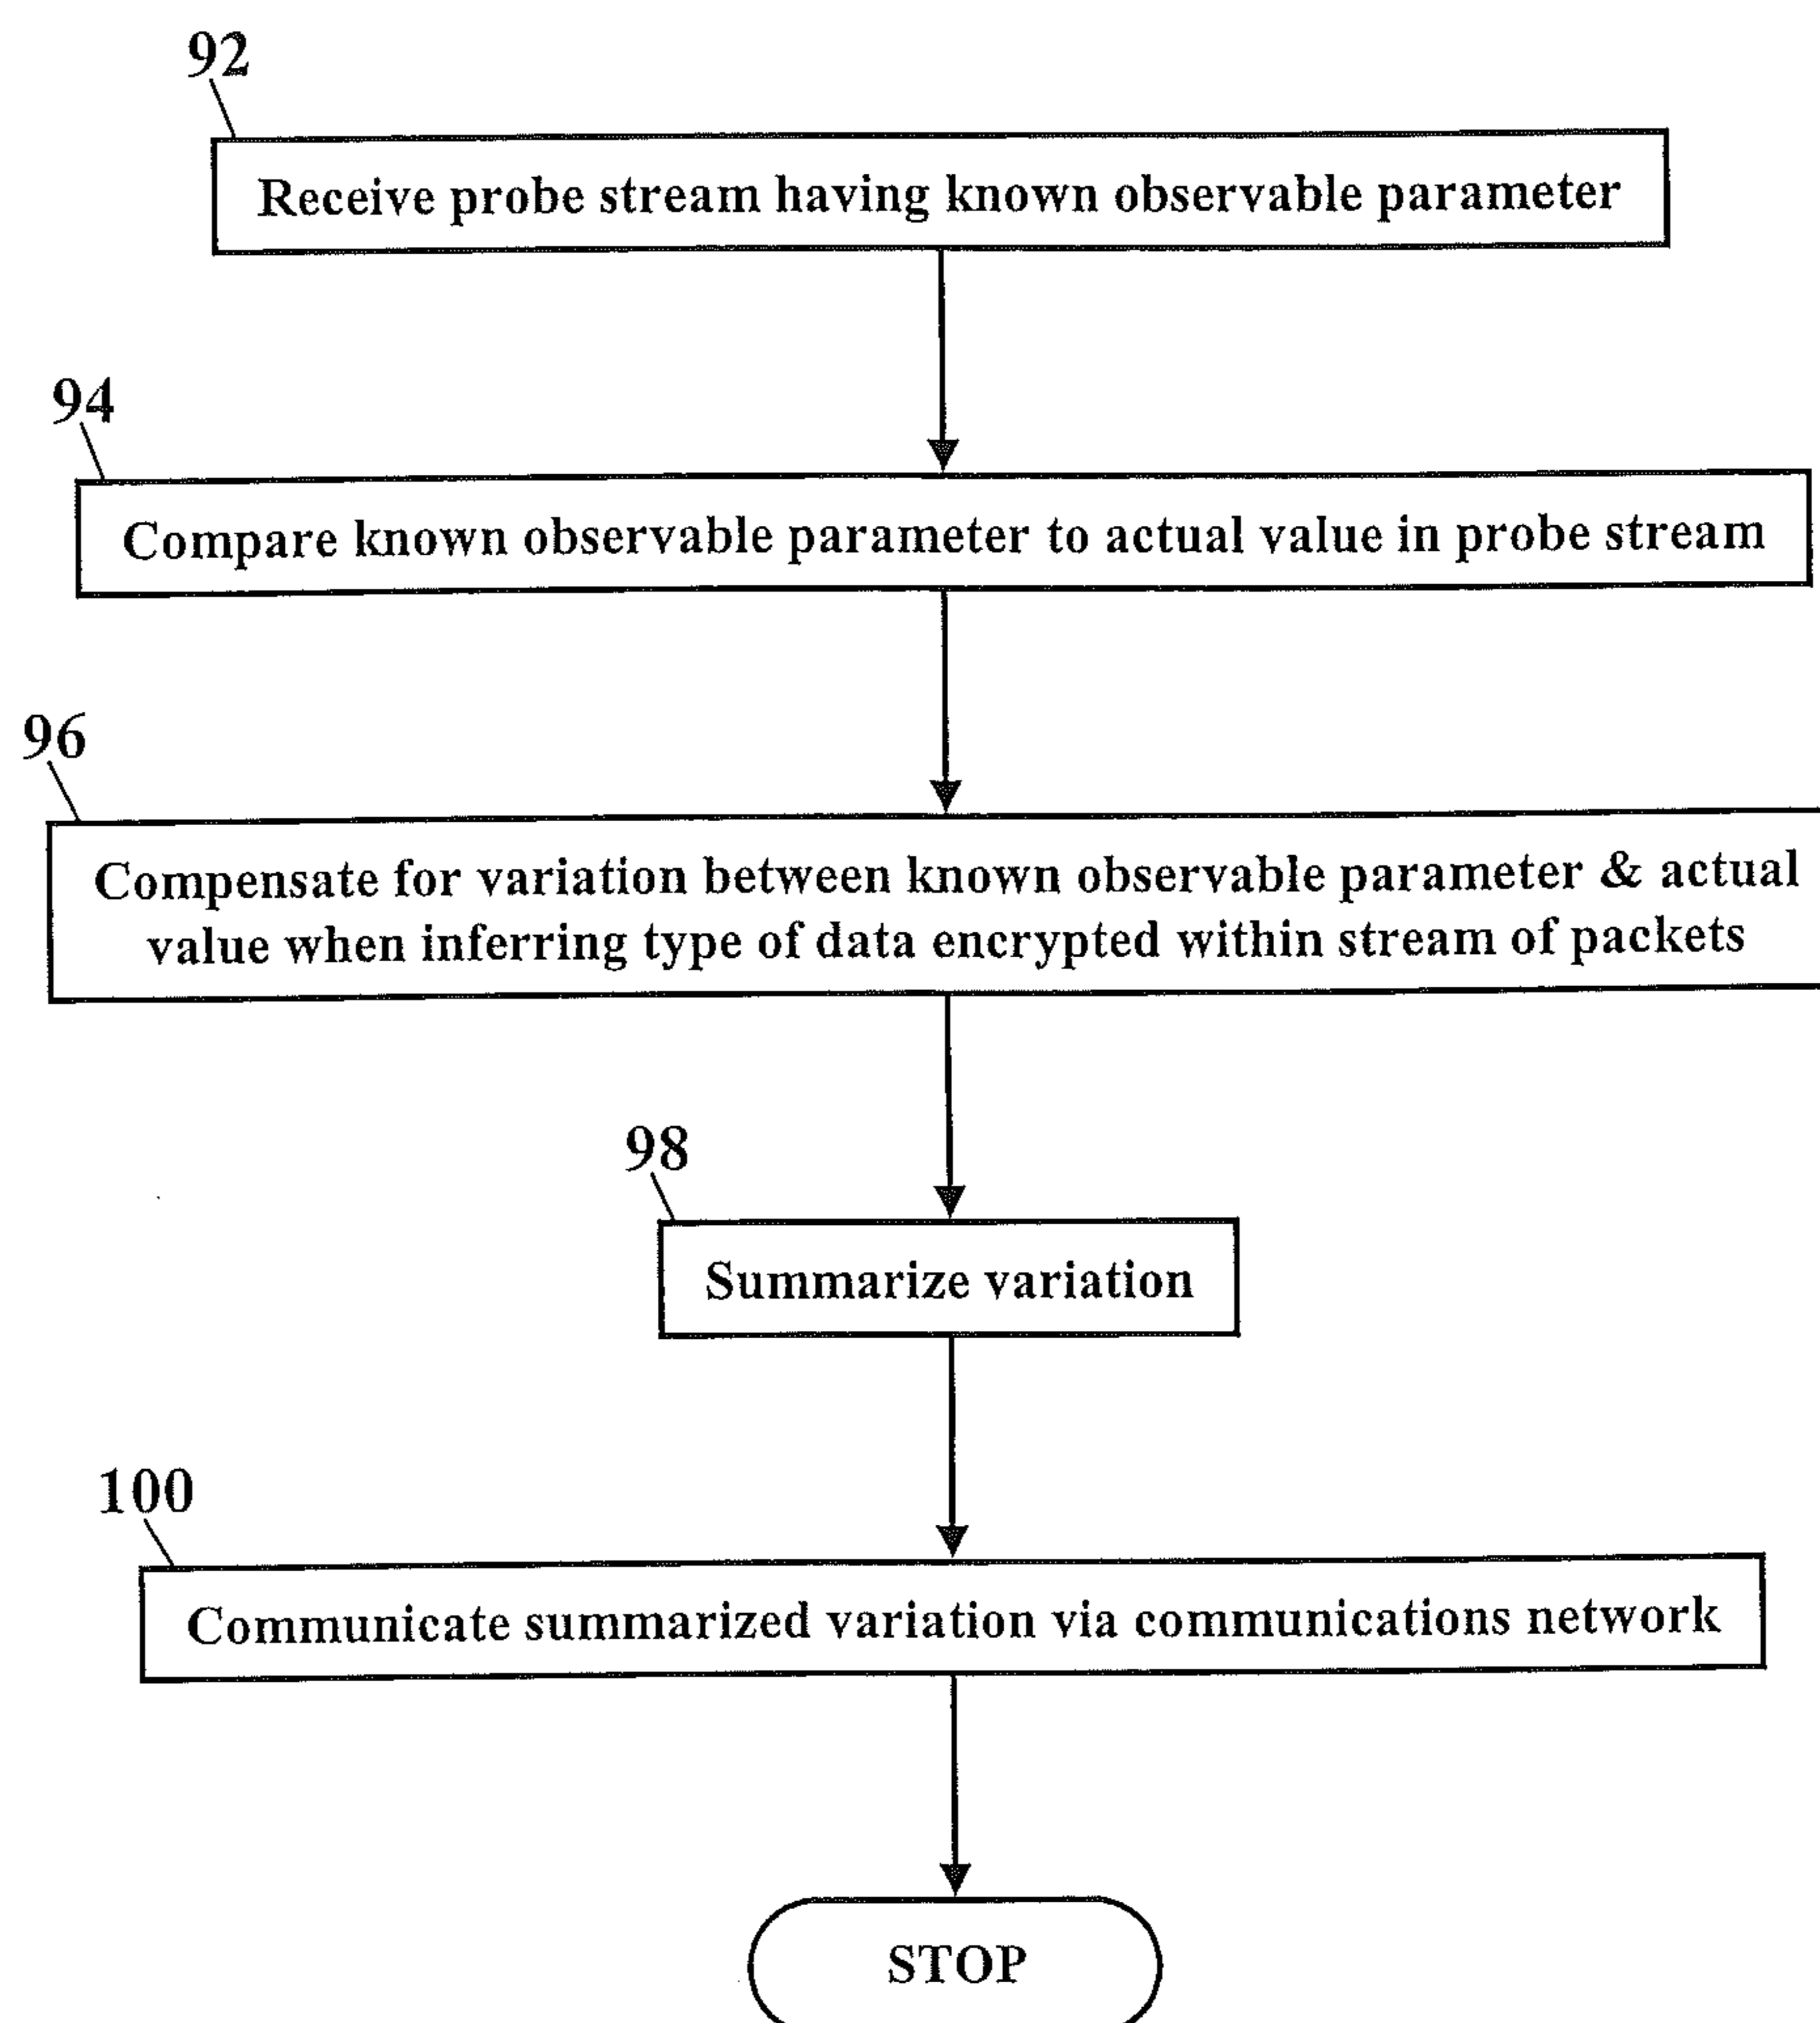 92
Receive probe stream having known observable parameter
94
Compare known observable parameter to actual value in probe stream
96
Compensate for variation between known observable parameter & actual
value when inferring type of data encrypted within stream of packets
98
Summarize variation
100
Communicate summarized variation via communications network
STOP